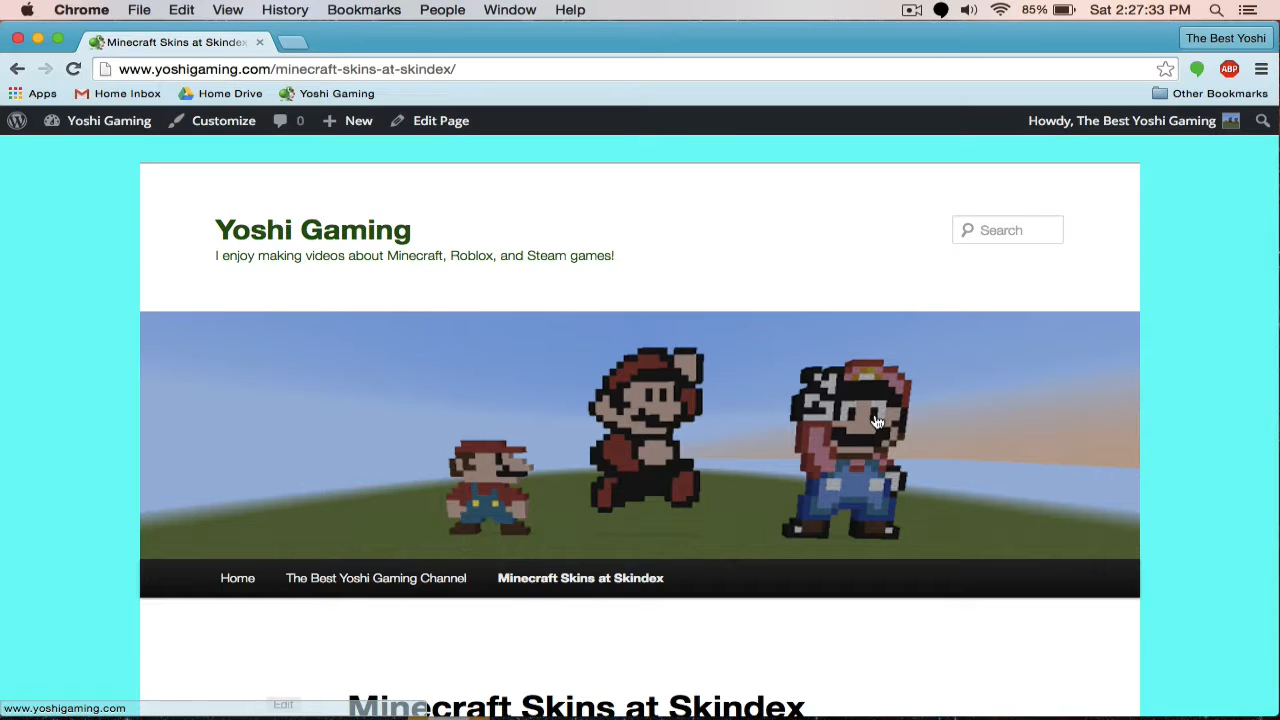 Chrome File Edit View History Bookmarks People Window Help 85% Sat 2:27:33 PM
Minecraft Skins at Skindex The Best Yoshi
www.yoshigaming.com/minecraft-skins-at-skindex/ ABP
Apps Home Inbox Home Drive Yoshi Gaming Other Bookmarks
Yoshi Gaming Customize 0 New Edit Page Howdy, The Best Yoshi Gaming
Yoshi Gaming
Search
I enjoy making videos about Minecraft, Roblox, and Steam games!
Home The Best Yoshi Gaming Channel Minecraft Skins at Skindex
Edit Minecraft Skins at Skindex
www.yoshigaming.com